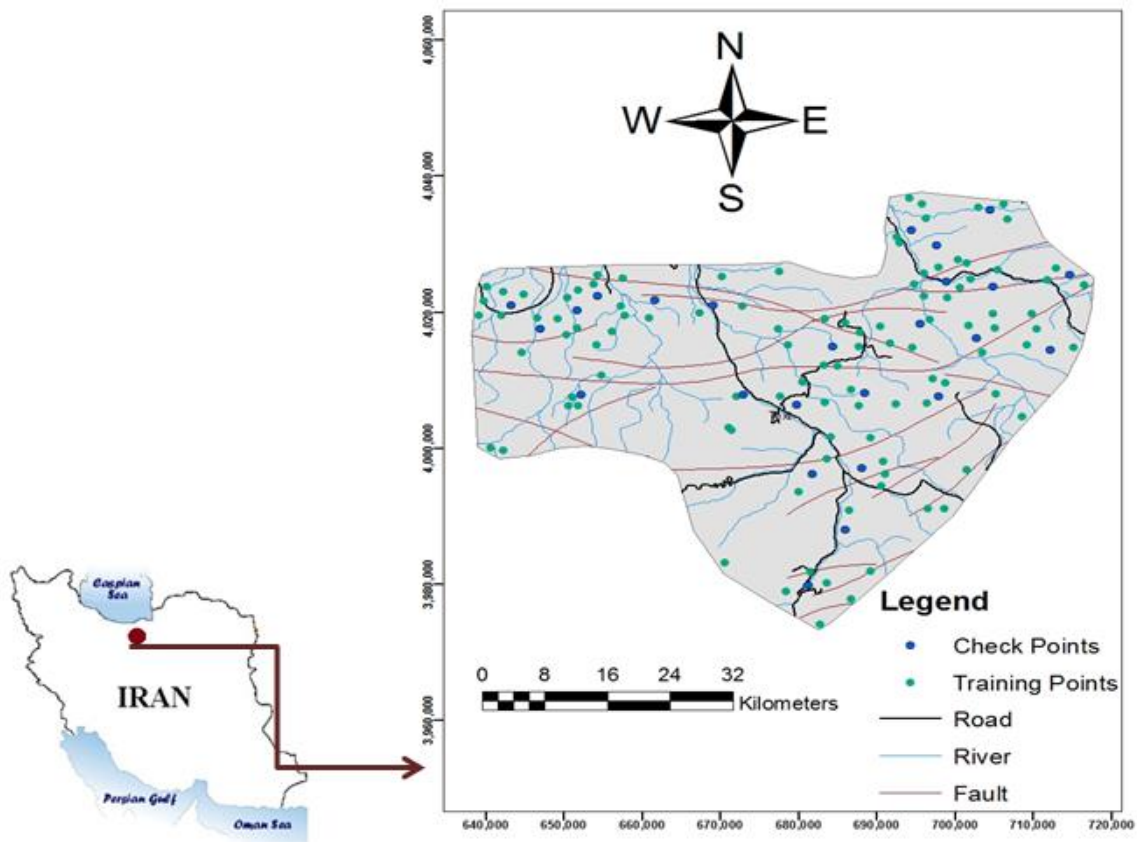 N
W E
S
4,060,000
4,040,000
4,020,000
4,000,000
3,980,000
3,960,000
Legend
Check Points
Training Points
Road
River
Fault
0 8 16 24 32
Kilometers
640,000 650,000 660,000 670,000 680,000 690,000 700,000 710,000 720,000
Caspian
Sea
IRAN
Persian Gulf
Oman Sea